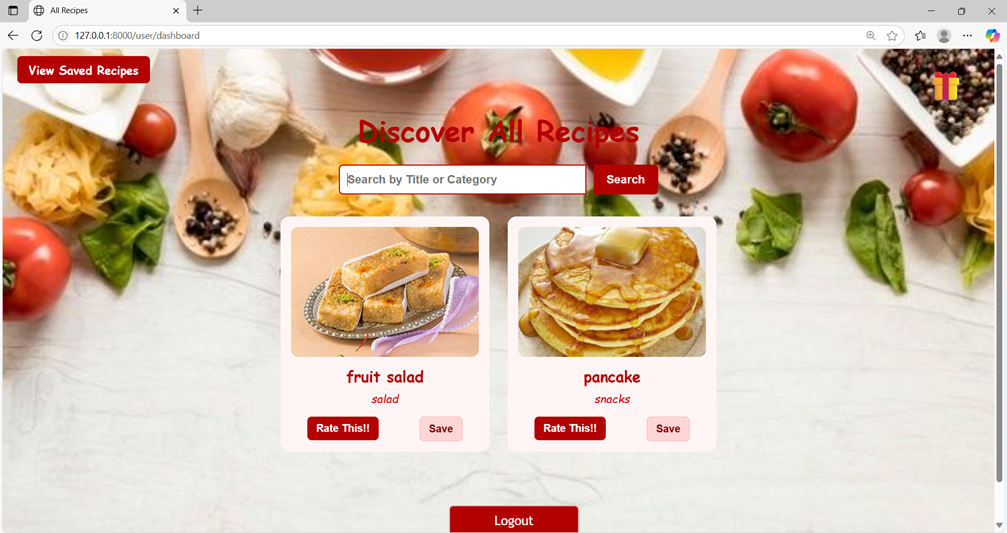 All Recipes
127.0.0.1:8000/user/dashboard
View Saved Recipes
Discover All Recipes
Search by Title or Category
Search
fruit salad
salad
Rate This!!
Save
pancake
snacks
Rate This!!
Save
Logout